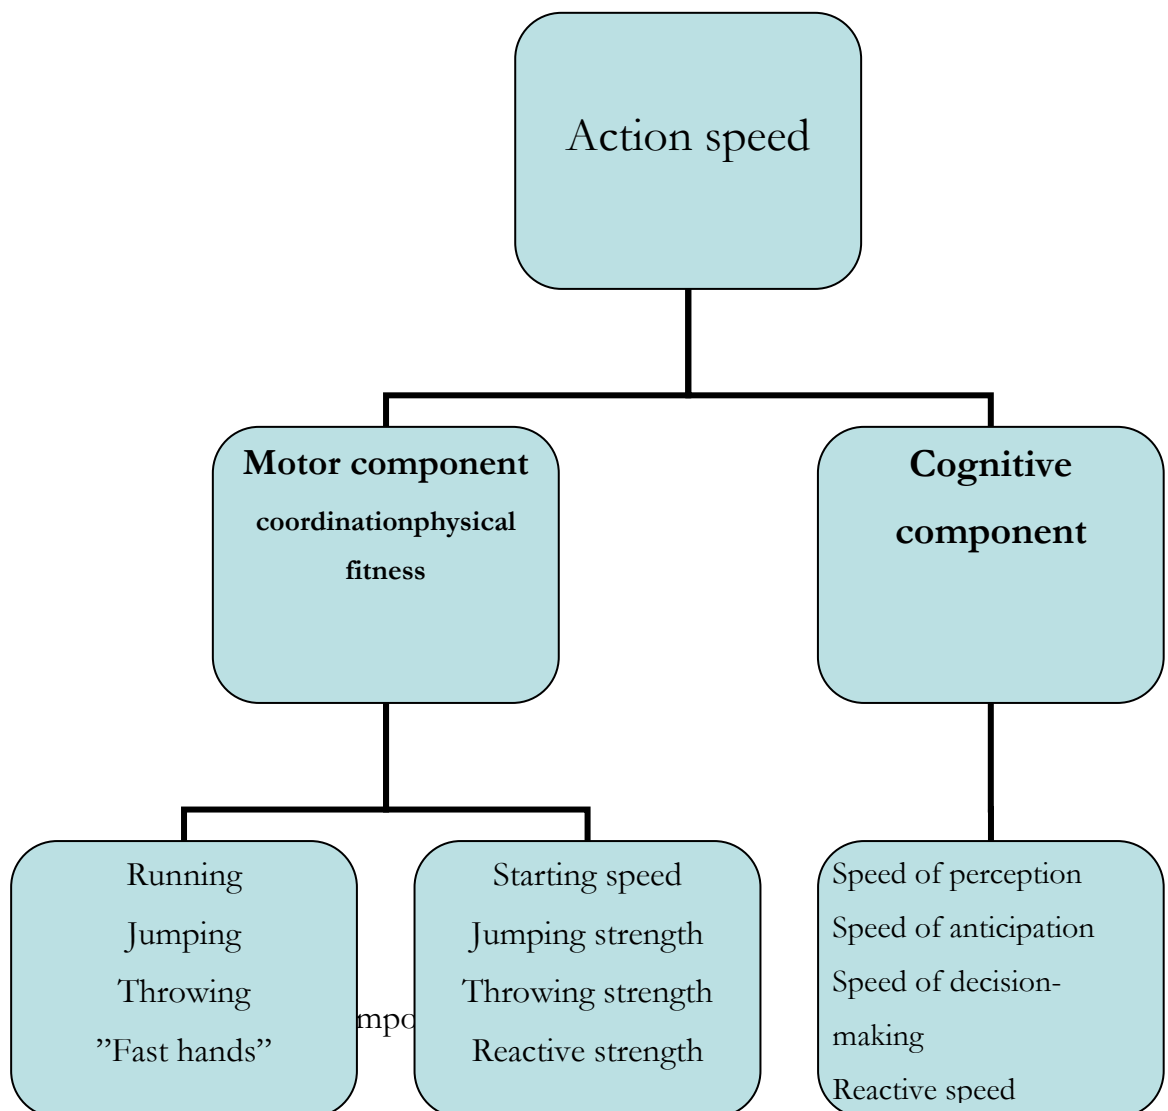 Action speed
Motor component
coordinationphysical
fitness
Cognitive
component
Running
Jumping
Throwing
”Fast hands”
mpo
Starting speed
Jumping strength
Throwing strength
Reactive strength
Speed of perception
Speed of anticipation
Speed of decision-
making
Reactive speed